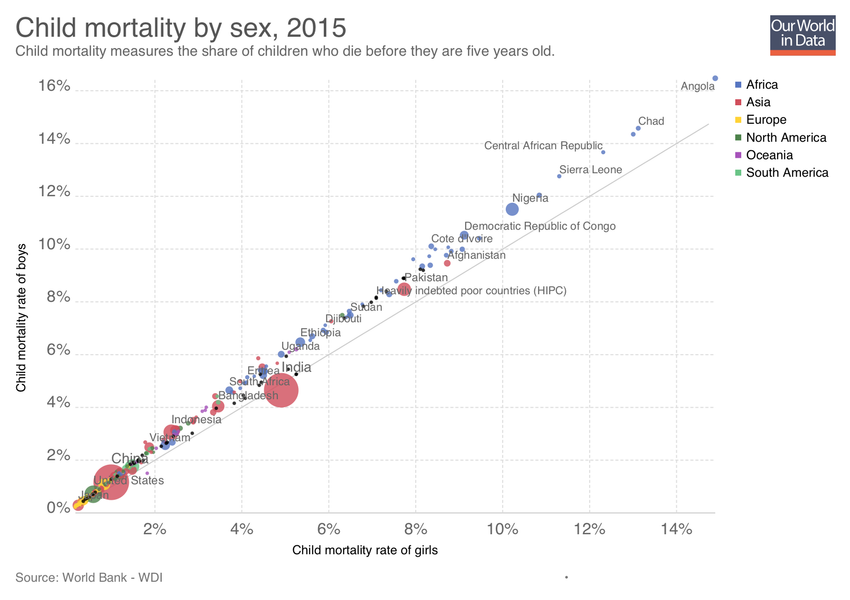 Child mortality by sex, 2015
Child mortality measures the share of children who die before they are five years old.
Our World
in Data
16%
14%
12%
10%
8%
6%
4%
2%
0%
Child mortality rate of boys
Angola
Chad
Central African Republic
Sierra Leone
Nigeria
Democratic Republic of Congo
Cote d'Ivoire
Afghanistan
Pakistan
Heavily indebted poor countries (HIPC)
Sudan
Djibouti
Ethiopia
Uganda
India
Eritrea
South Africa
Bangladesh
Indonesia
Vietnam
China
United States
Japan
2% 4% 6% 8% 10% 12% 14%
Child mortality rate of girls
Africa
Asia
Europe
North America
Oceania
South America
Source: World Bank - WDI